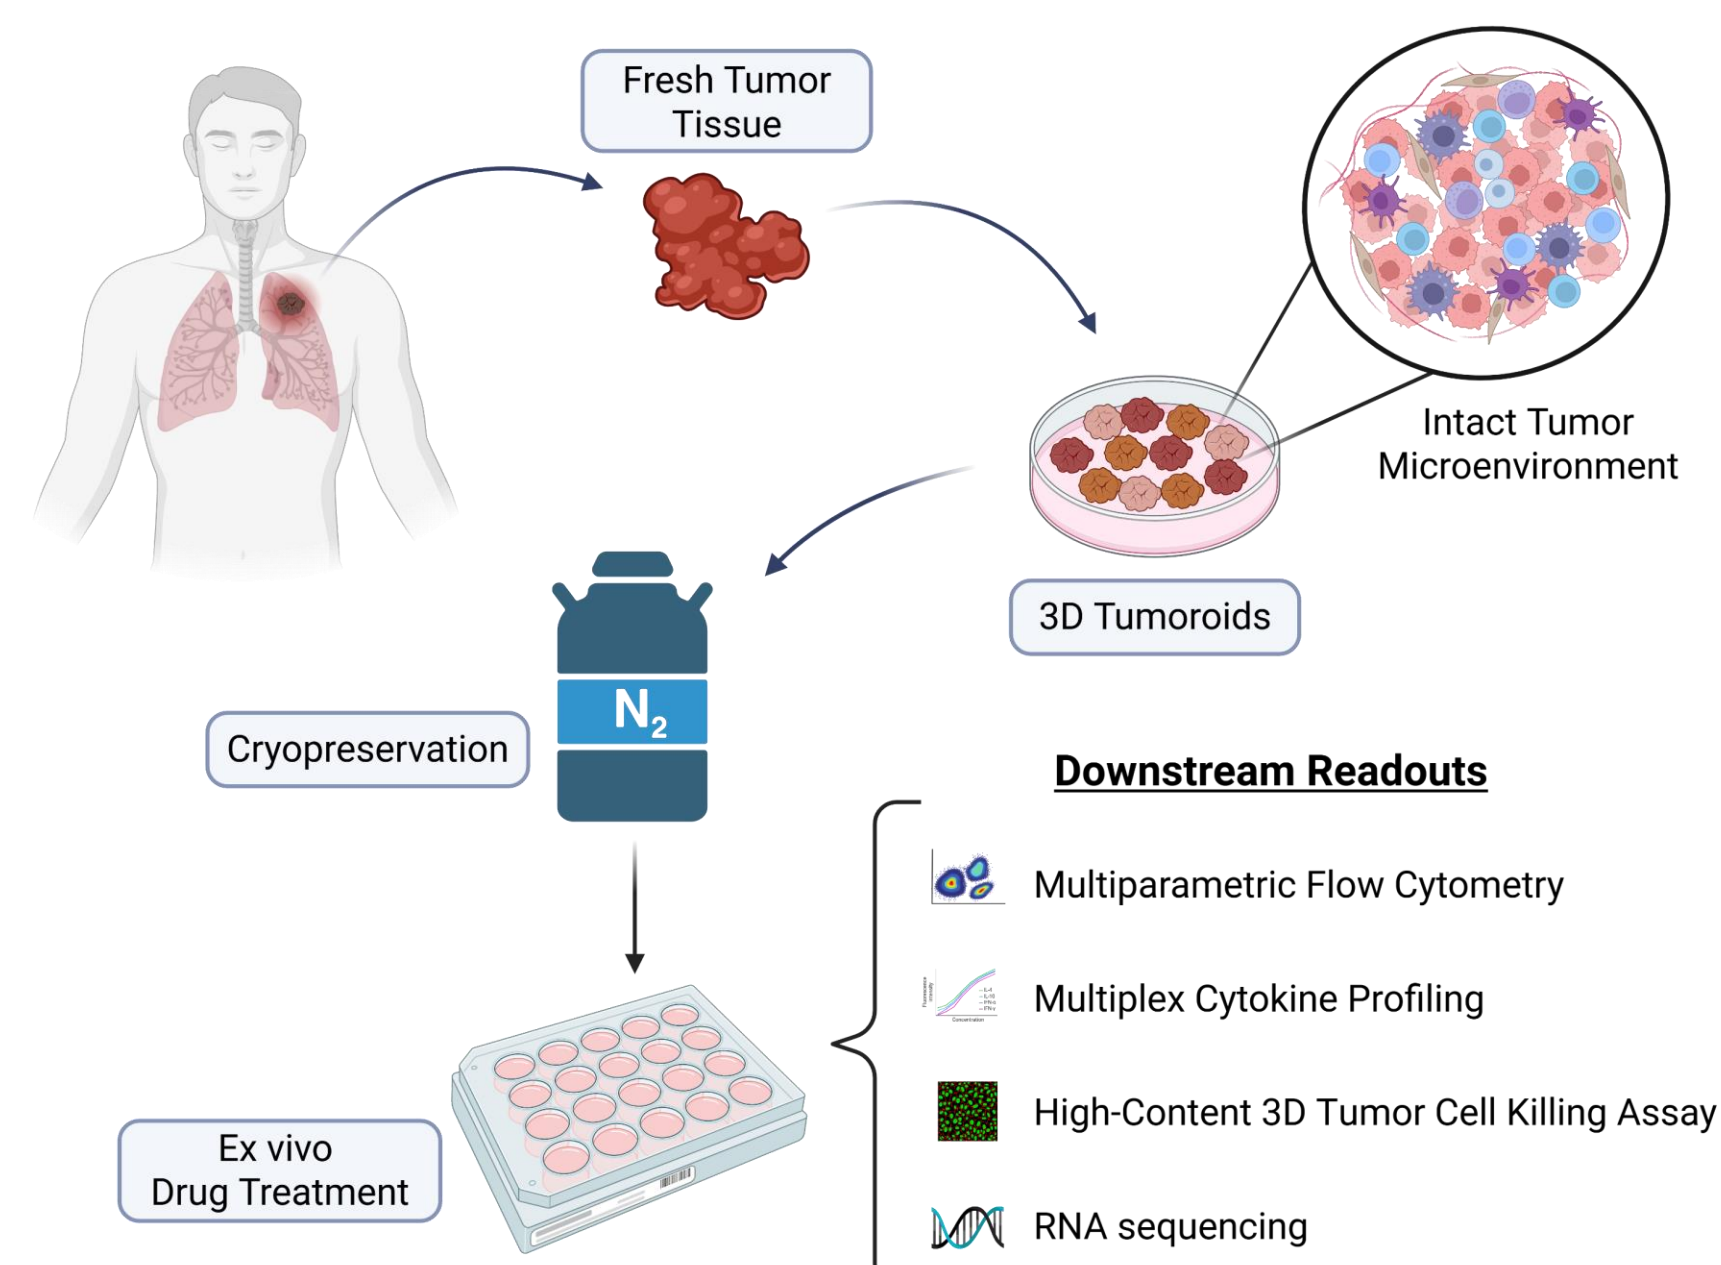 Fresh Tumor
Tissue
Intact Tumor
Microenvironment
3D Tumoroids
N2
Cryopreservation
Downstream Readouts
Multiparametric Flow Cytometry
Multiplex Cytokine Profiling
Concentration
High-Content 3D Tumor Cell Killing Assay
Ex vivo
Drug Treatment
RNA sequencing